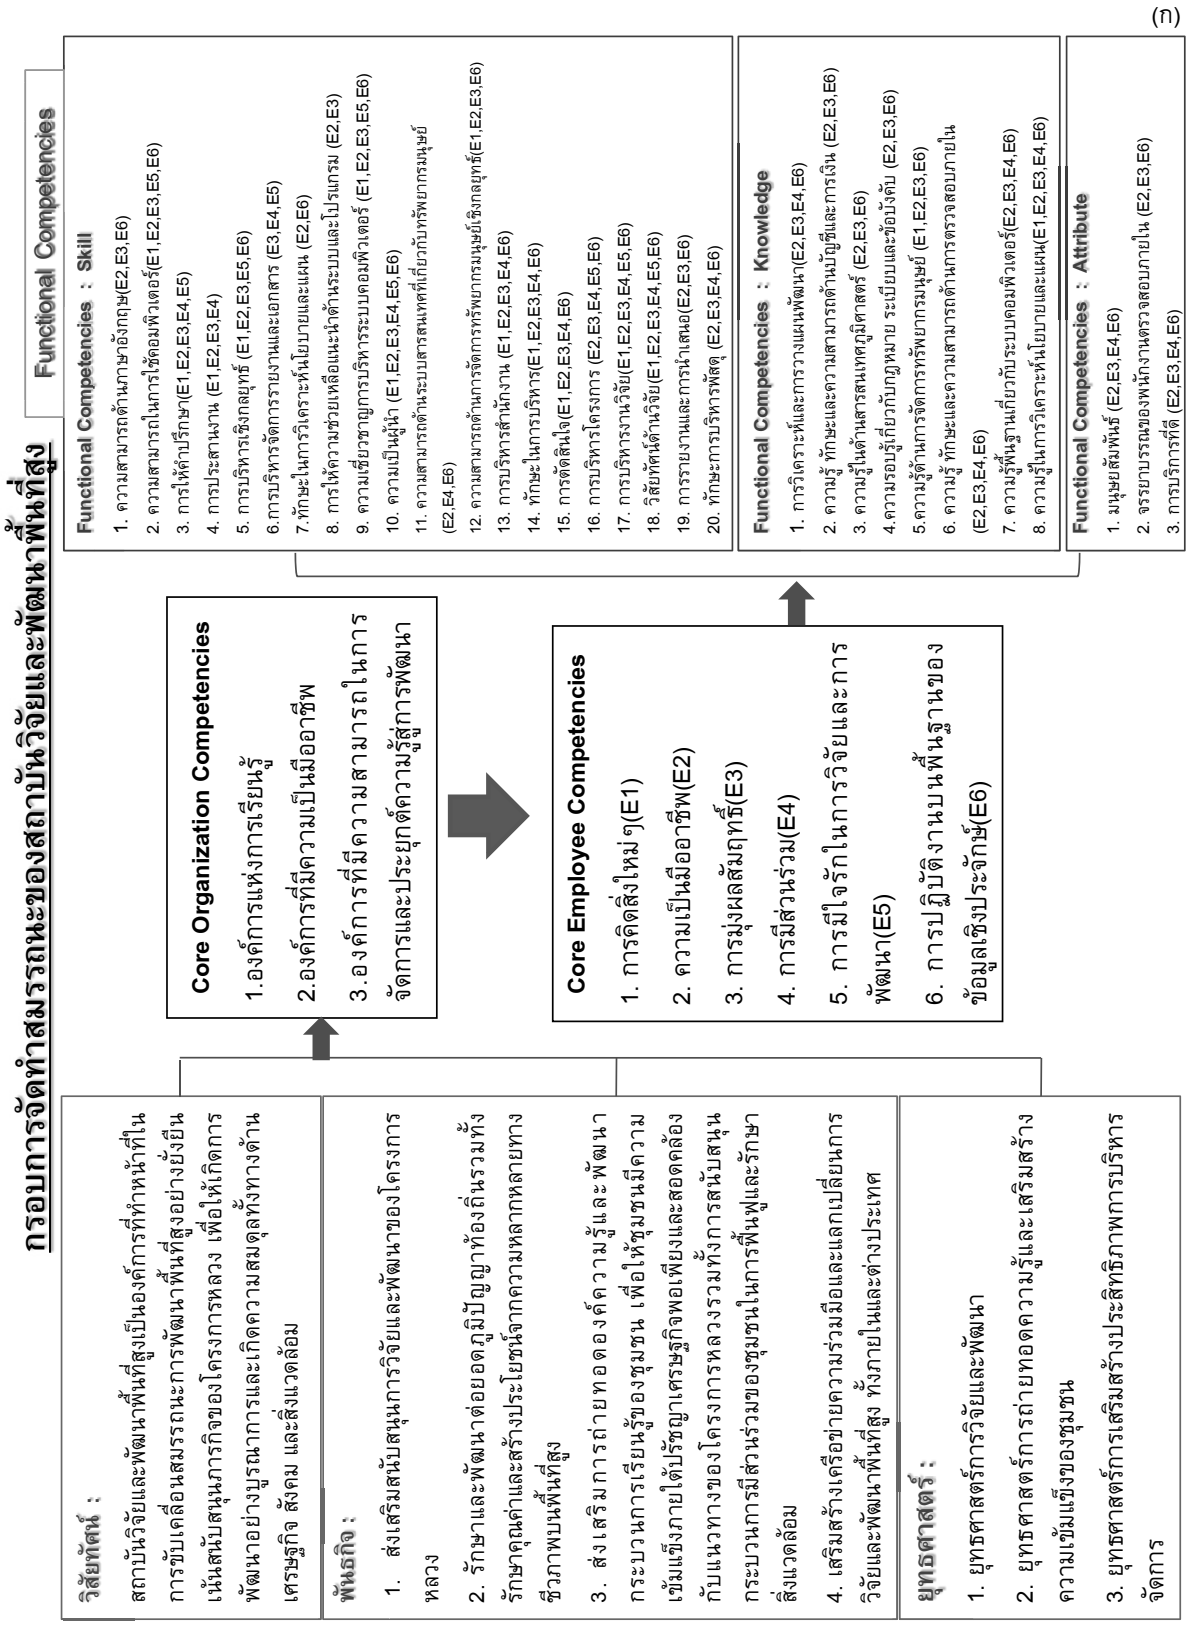 (ก)
กรอบการจัดทำสมรรถนะของสถาบันวิจัยและพัฒนาพื้นที่สูง
วิสัยทัศน์ :
สถาบันวิจัยและพัฒนาพื้นที่สูงเป็นองค์การที่ทำหน้าที่ใน
การขับเคลื่อนสมรรถนะการพัฒนาพื้นที่สูงอย่างยั่งยืน
เน้นสนับสนุนภารกิจของโครงการหลวง เพื่อให้เกิดการ
พัฒนาอย่างบูรณาการและเกิดความสมดุลทั้งทางด้าน
เศรษฐกิจ สังคม และสิ่งแวดล้อม
พันธกิจ :
1. ส่งเสริมสนับสนุนการวิจัยและพัฒนาของโครงการ
หลวง
2. รักษาและพัฒนาต่อยอดภูมิปัญญาท้องถิ่นรวมทั้ง
รักษาคุณค่าและสร้างประโยชน์จากความหลากหลายทาง
ชีวภาพบนพื้นที่สูง
3. ส่งเสริมการถ่ายทอดองค์ความรู้และพัฒนา
กระบวนการเรียนรู้ของชุมชน เพื่อให้ชุมชนมีความ
เข้มแข็งภายใต้ปรัชญาเศรษฐกิจพอเพียงและสอดคล้อง
กับแนวทางของโครงการหลวงรวมทั้งการสนับสนุน
กระบวนการมีส่วนร่วมของชุมชนในการฟื้นฟูและรักษา
สิ่งแวดล้อม
4. เสริมสร้างเครือข่ายความร่วมมือและแลกเปลี่ยนการ
วิจัยและพัฒนาพื้นที่สูง ทั้งภายในและต่างประเทศ
ยุทธศาสตร์ :
1. ยุทธศาสตร์การวิจัยและพัฒนา
2. ยุทธศาสตร์การถ่ายทอดความรู้และเสริมสร้าง
ความเข้มแข็งของชุมชน
3. ยุทธศาสตร์การเสริมสร้างประสิทธิภาพการบริหาร
จัดการ
Core Organization Competencies
1.องค์การแห่งการเรียนรู้
2.องค์การที่มีความเป็นมืออาชีพ
3.องค์การที่มีความสามารถในการ
จัดการและประยุกต์ความรู้สู่การพัฒนา
Core Employee Competencies
1. การคิดสิ่งใหม่ๆ(E1)
2. ความเป็นมืออาชีพ(E2)
3. การมุ่งผลสัมฤทธิ์(E3)
4. การมีส่วนร่วม(E4)
5. การมีใจรักในการวิจัยและการ
พัฒนา(E5)
6. การปฏิบัติงานบนพื้นฐานของ
ข้อมูลเชิงประจักษ์(E6)
Functional Competencies
Functional Competencies : Skill
1. ความสามารถด้านภาษาอังกฤษ(E2,E3,E6)
2. ความสามารถในการใช้คอมพิวเตอร์(E1,E2,E3,E5,E6)
3. การให้คำปรึกษา(E1,E2,E3,E4,E5)
4. การประสานงาน (E1,E2,E3,E4)
5. การบริหารเชิงกลยุทธ์ (E1,E2,E3,E5,E6)
6.การบริหารจัดการรายงานและเอกสาร (E3,E4,E5)
7.ทักษะในการวิเคราะห์นโยบายและแผน (E2,E6)
8. การให้ความช่วยเหลือแนะนำด้านระบบและโปรแกรม (E2,E3)
9. ความเชี่ยวชาญการบริหารระบบคอมพิวเตอร์ (E1,E2,E3,E5,E6)
10. ความเป็นผู้นำ (E1,E2,E3,E4,E5,E6)
11. ความสามารถด้านระบบสารสนเทศที่เกี่ยวกับทรัพยากรมนุษย์
(E2,E4,E6)
12. ความสามารถด้านการจัดการทรัพยากรมนุษย์เชิงกลยุทธ์(E1,E2,E3,E6)
13. การบริหารสำนักงาน (E1,E2,E3,E4,E6)
14. ทักษะในการบริหาร(E1,E2,E3,E4,E6)
15. การตัดสินใจ(E1,E2,E3,E4,E6)
16. การบริหารโครงการ (E2,E3,E4,E5,E6)
17. การบริหารงานวิจัย(E1,E2,E3,E4,E5,E6)
18. วิสัยทัศน์ด้านวิจัย(E1,E2,E3,E4,E5,E6)
19. การรายงานและการนำเสนอ(E2,E3,E6)
20. ทักษะการบริหารพัสดุ (E2,E3,E4,E6)
Functional Competencies : Knowledge
1. การวิเคราะห์และการวางแผนพัฒนา(E2,E3,E4,E6)
2. ความรู้ ทักษะและความสามารถด้านบัญชีและการเงิน (E2,E3,E6)
3. ความรู้ในด้านสารสนเทศภูมิศาสตร์ (E2,E3,E6)
4.ความรอบรู้เกี่ยวกับกฎหมาย ระเบียบและข้อบังคับ (E2,E3,E6)
5.ความรู้ด้านการจัดการทรัพยากรมนุษย์ (E1,E2,E3,E6)
6. ความรู้ ทักษะและความสามารถด้านการตรวจสอบภายใน
(E2,E3,E4,E6)
7. ความรู้พื้นฐานเกี่ยวกับระบบคอมพิวเตอร์(E2,E3,E4,E6)
8. ความรู้ในการวิเคราะห์นโยบายและแผน(E1,E2,E3,E4,E6)
Functional Competencies : Attribute
1. มนุษยสัมพันธ์ (E2,E3,E4,E6)
2. จรรยาบรรณของพนักงานตรวจสอบภายใน (E2,E3,E6)
3. การบริการที่ดี (E2,E3,E4,E6)